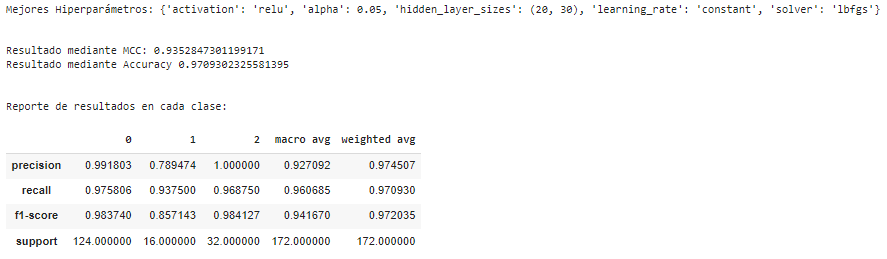 Mejores Hiperparámetros: {'activation': 'relu', 'alpha': 0.05, 'hidden_layer_sizes': (20, 30), 'learning_rate': 'constant', 'solver': 'lbfgs'}
Resultado mediante MCC: 0.9352847301199171
Resultado mediante Accuracy 0.9709302325581395
Reporte de resultados en cada clase:
0 1 2 macro avg weighted avg
precision 0.991803 0.789474 1.000000 0.927092 0.974507
recall 0.975806 0.937500 0.968750 0.960685 0.970930
f1-score 0.983740 0.857143 0.984127 0.941670 0.972035
support 124.000000 16.000000 32.000000 172.000000 172.000000